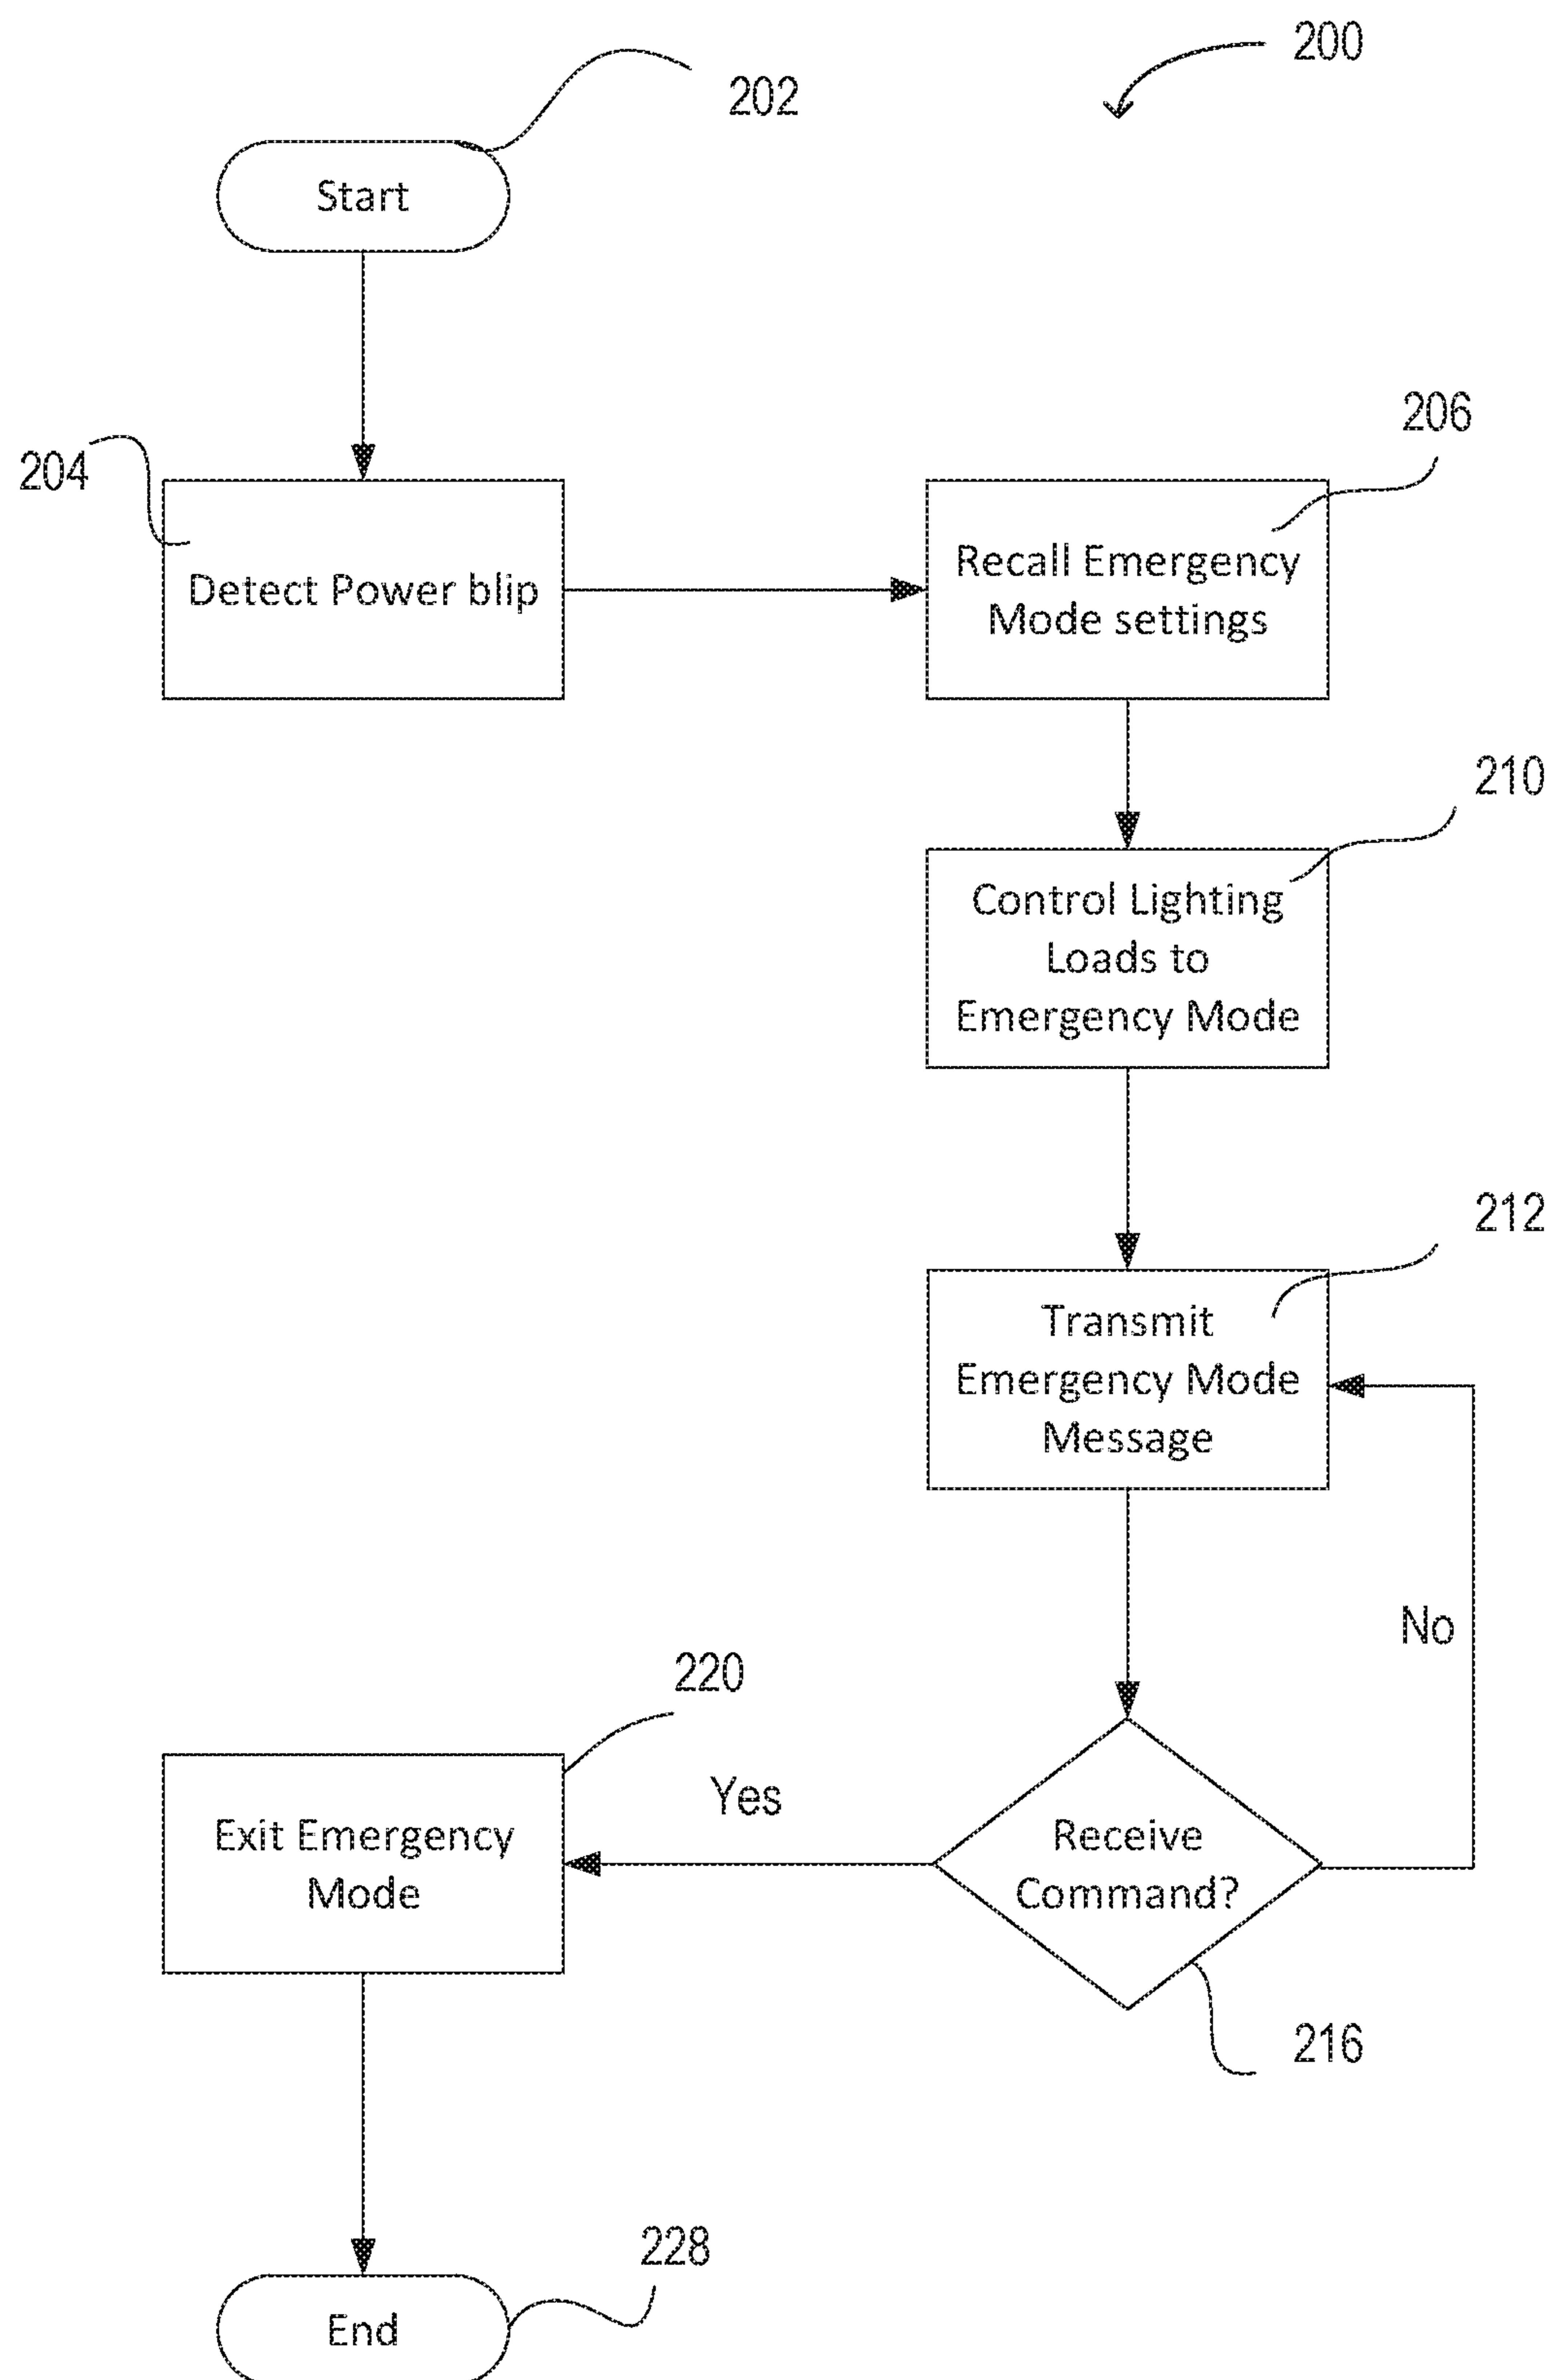 200
202
Start
204
206
Detect Power blip
Recall Emergency
Mode settings
210
Control Lighting
Loads to
Emergency Mode
212
Transmit
Emergency Mode
Message
No
220
Yes
Exit Emergency
Mode
Receive
Command?
216
228
End